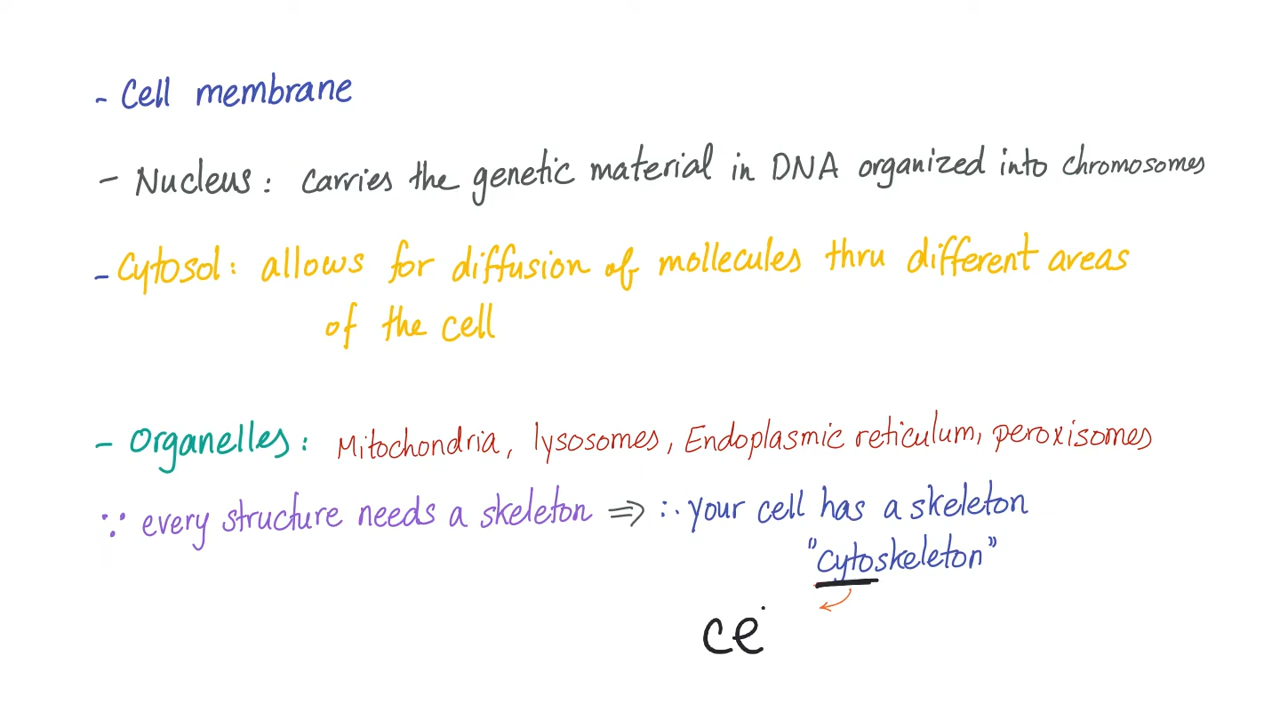 - Cell membrane
- Nucleus: carries the genetic material in DNA organized into chromosomes
- Cytosol: allows for diffusion of mollecules thru different areas
of the cell
- Organelles: Mitochondria, lysosomes, Endoplasmic reticulum, peroxisomes
∵ every structure needs a skeleton ⇒ ∴ your cell has a skeleton
"cytoskeleton"
ce